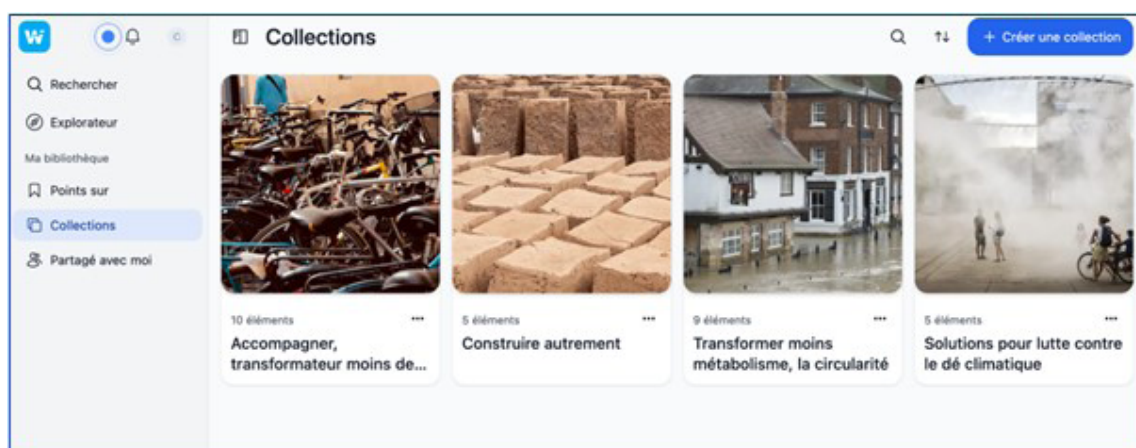 W
C
Collections
+ Créer une collection
Rechercher
Explorateur
Ma bibliothèque
Points sur
Collections
Partagé avec moi
10 éléments
Accompagner,
transformateur moins de...
5 éléments
Construire autrement
9 éléments
Transformer moins
métabolisme, la circularité
5 éléments
Solutions pour lutte contre
le dé climatique